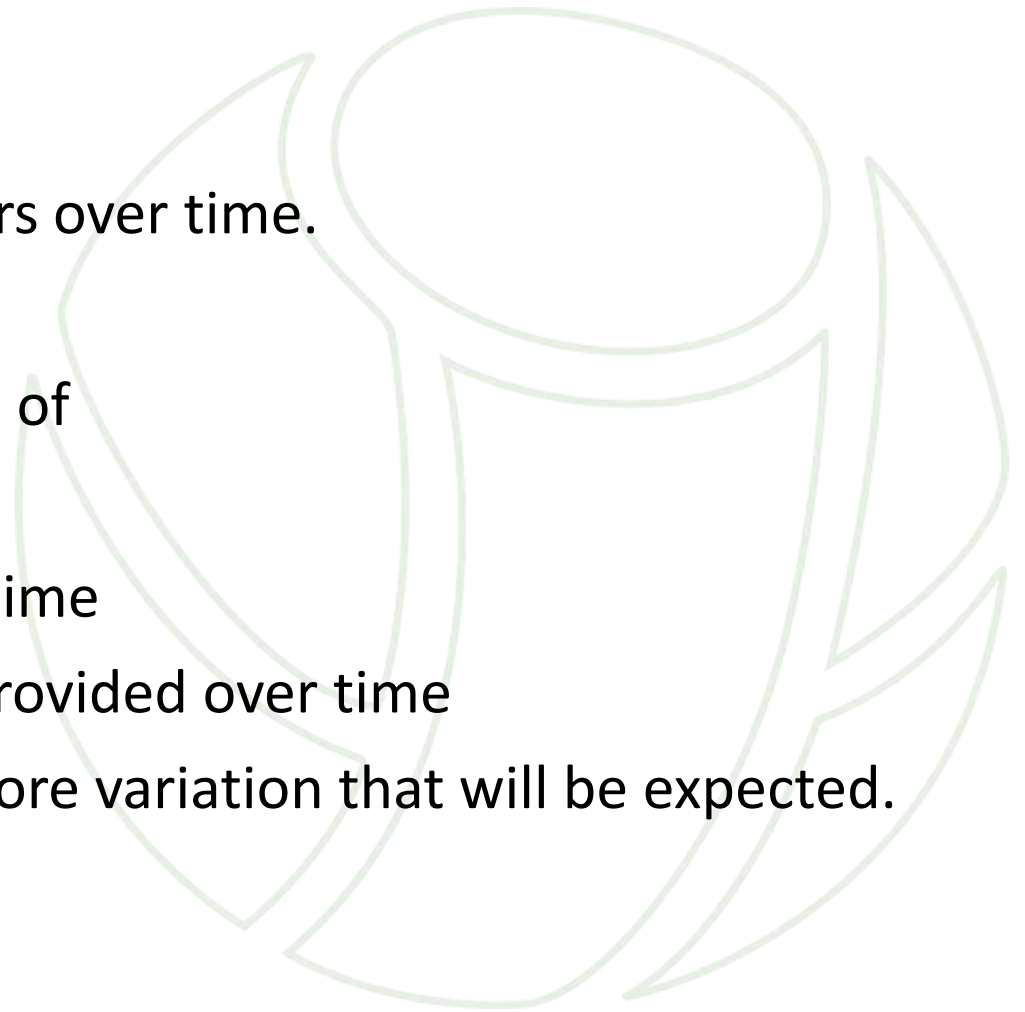 rs over time.
of
ime
rovided over time
ore variation that will be expected.